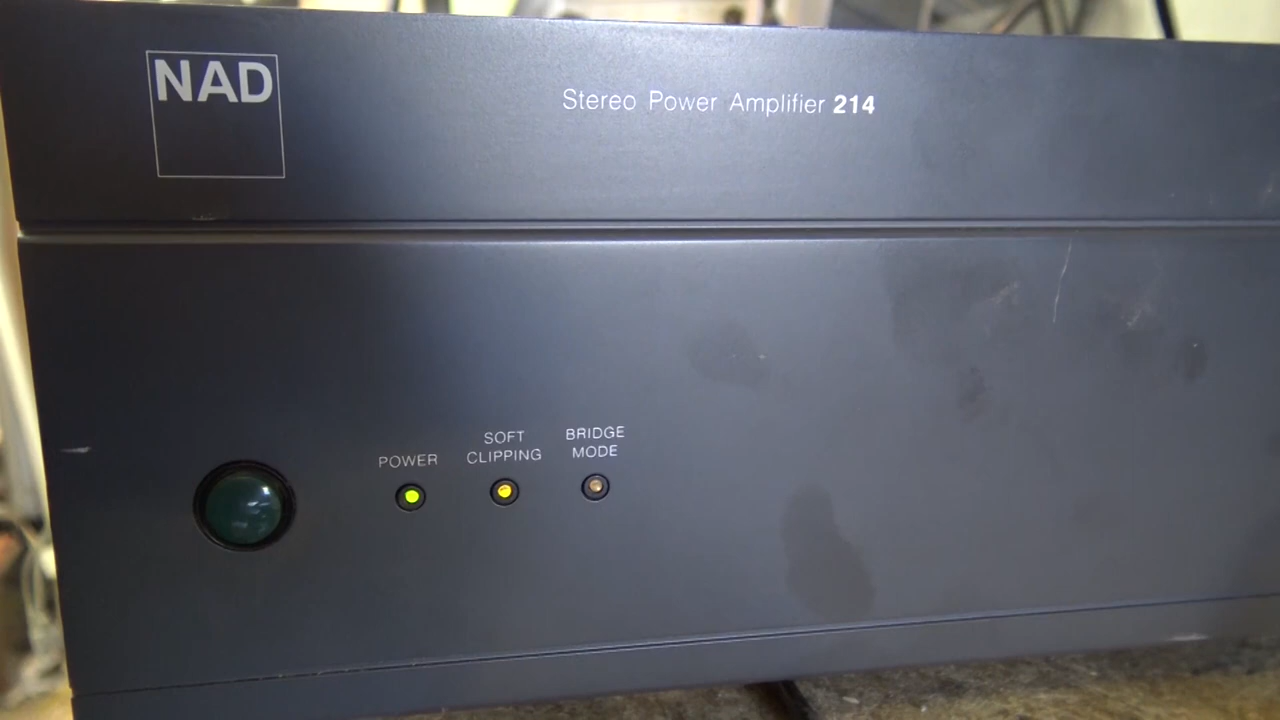 NAD
Stereo Power Amplifier 214
POWER
SOFT
CLIPPING
BRIDGE
MODE